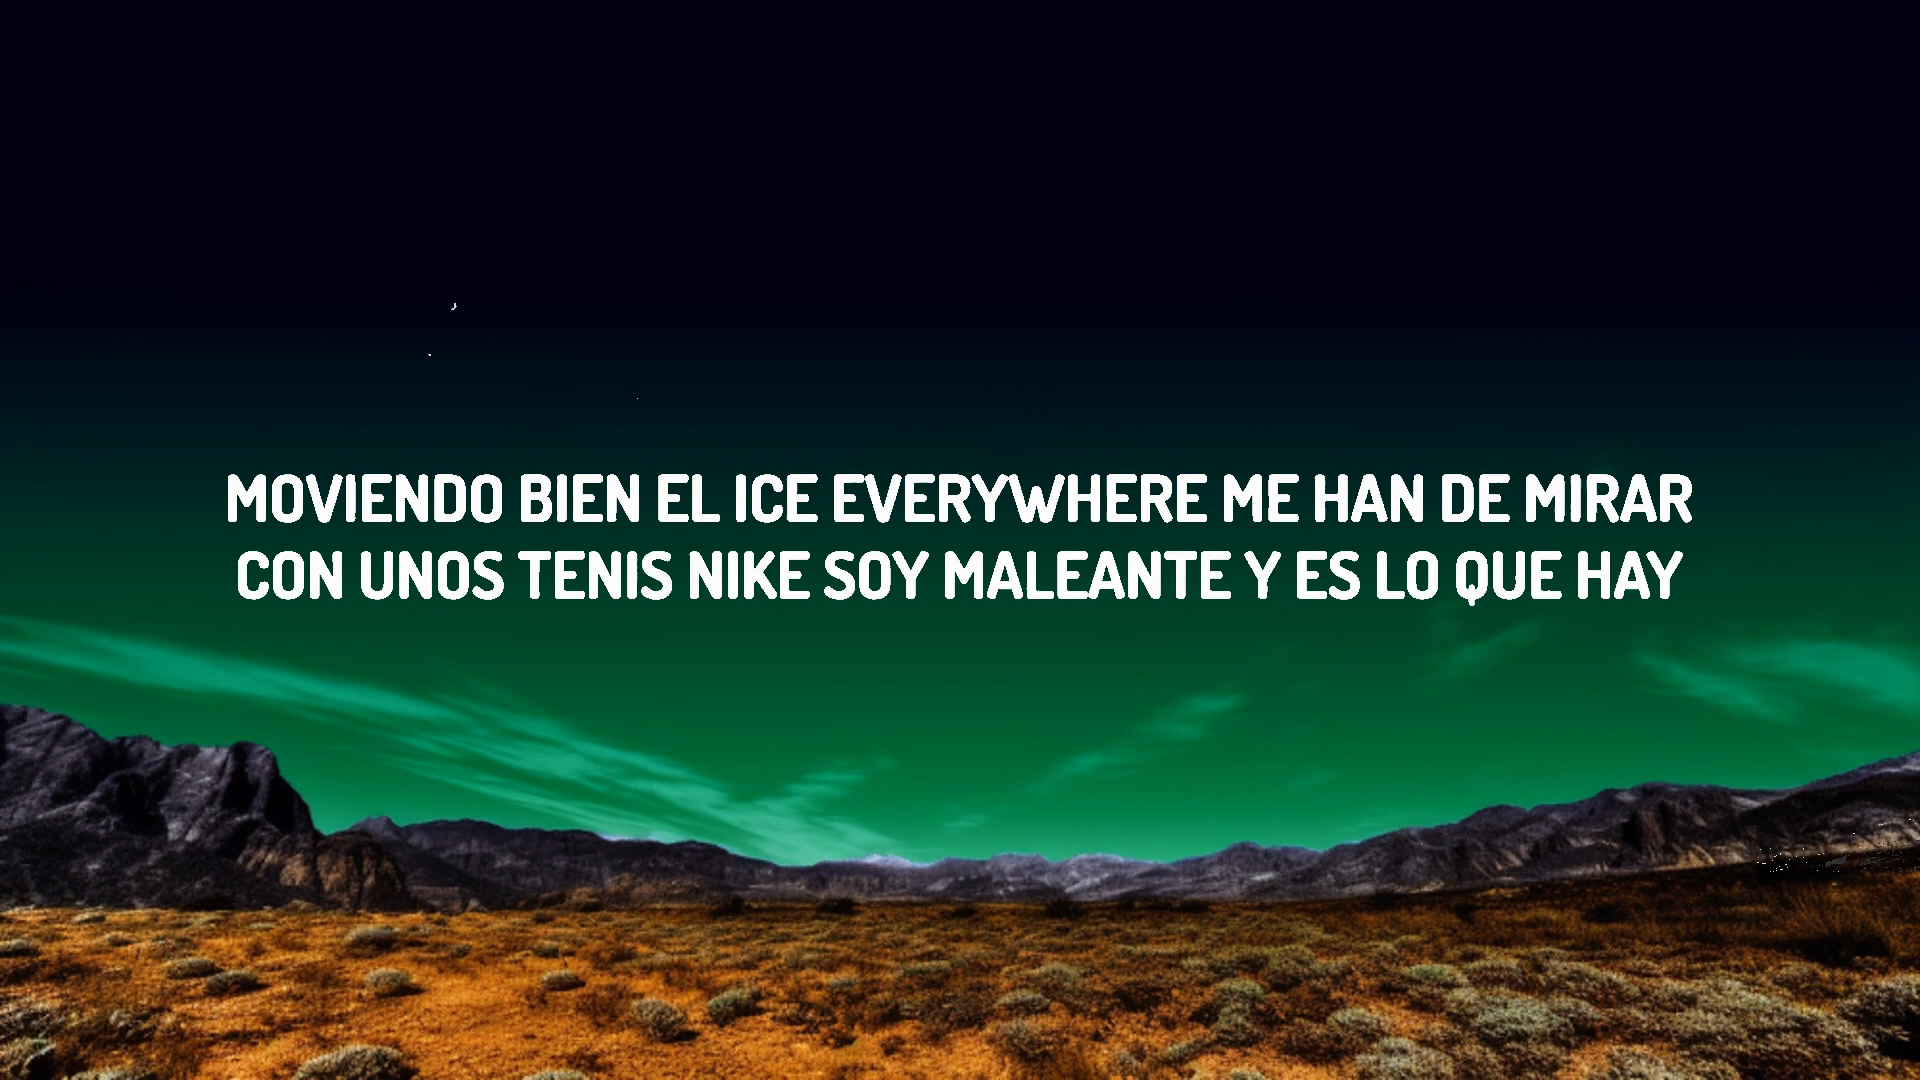 MOVIENDO BIEN EL ICE EVERYWHERE ME HAN DE MIRAR
CON UNOS TENIS NIKE SOY MALEANTE Y ES LO QUE HAY